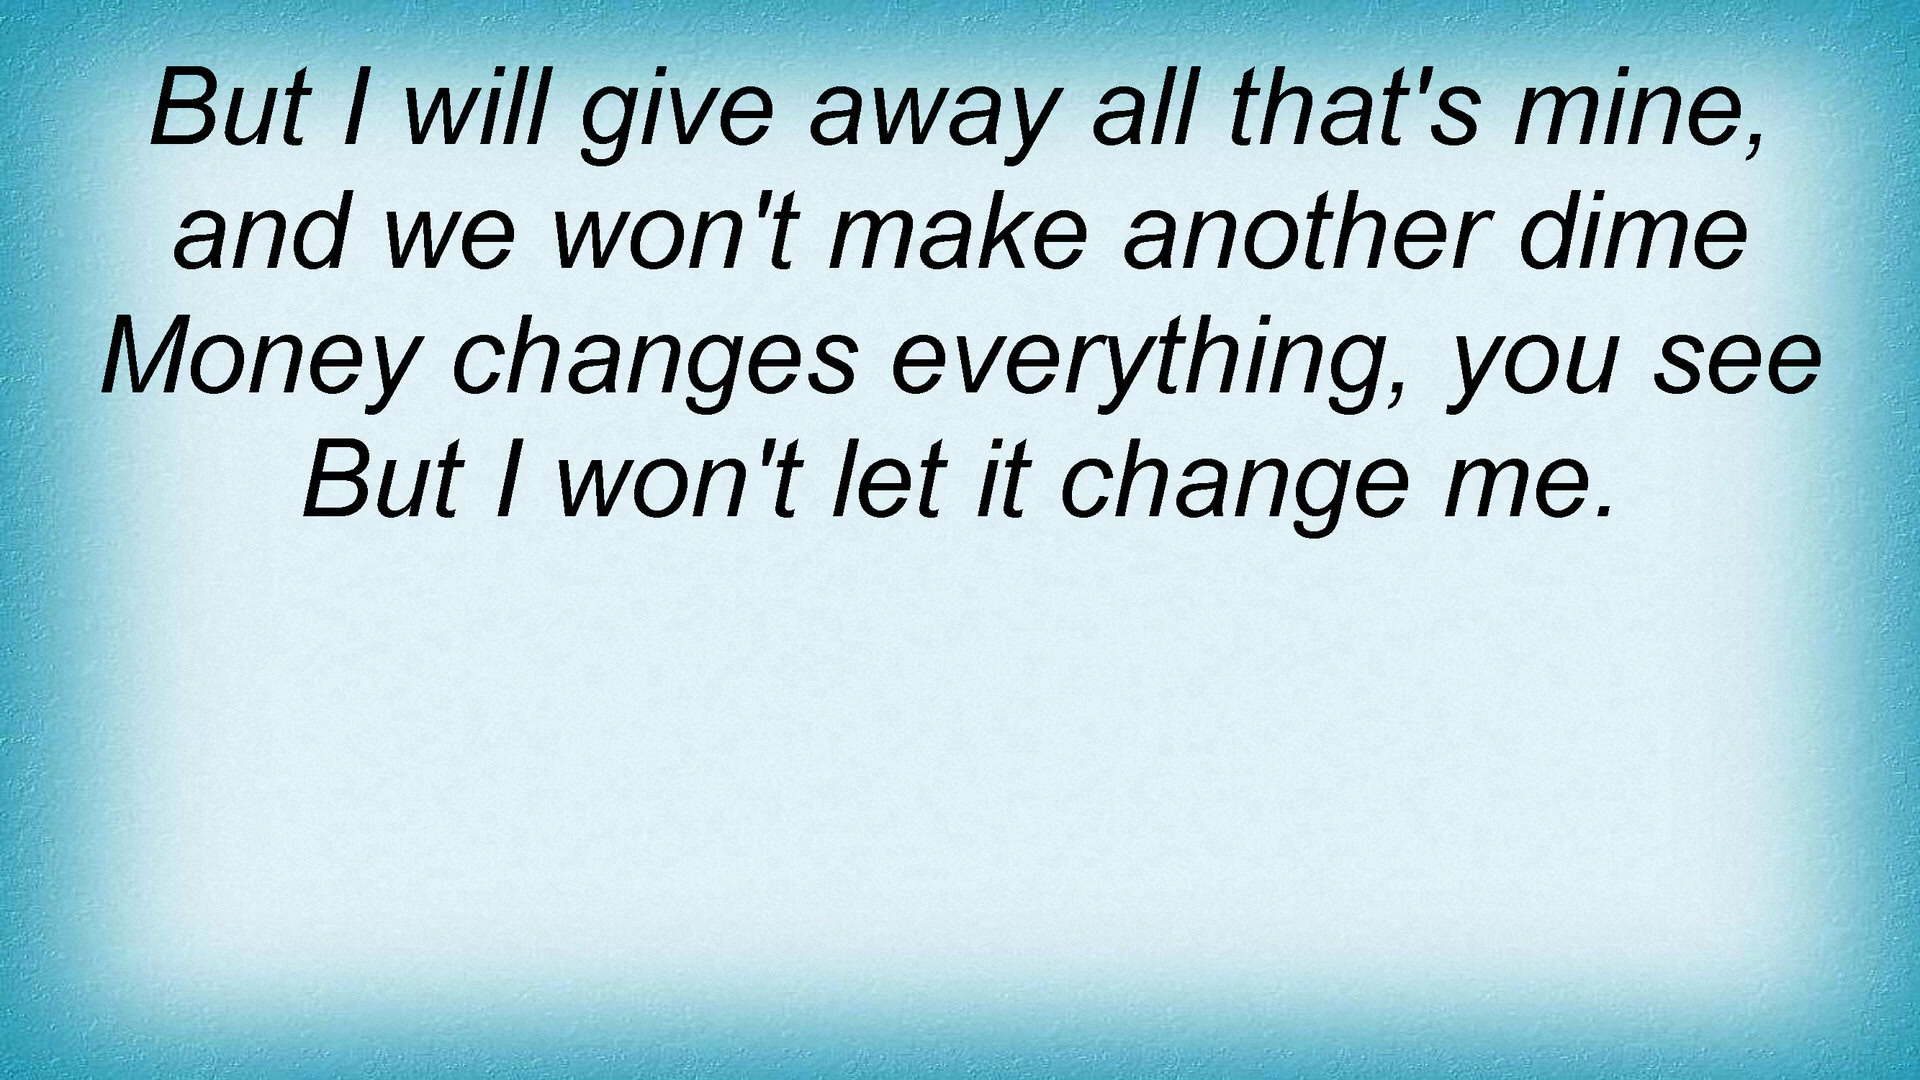 But I will give away all that's mine,
and we won't make another dime
Money changes everything, you see
But I won't let it change me.